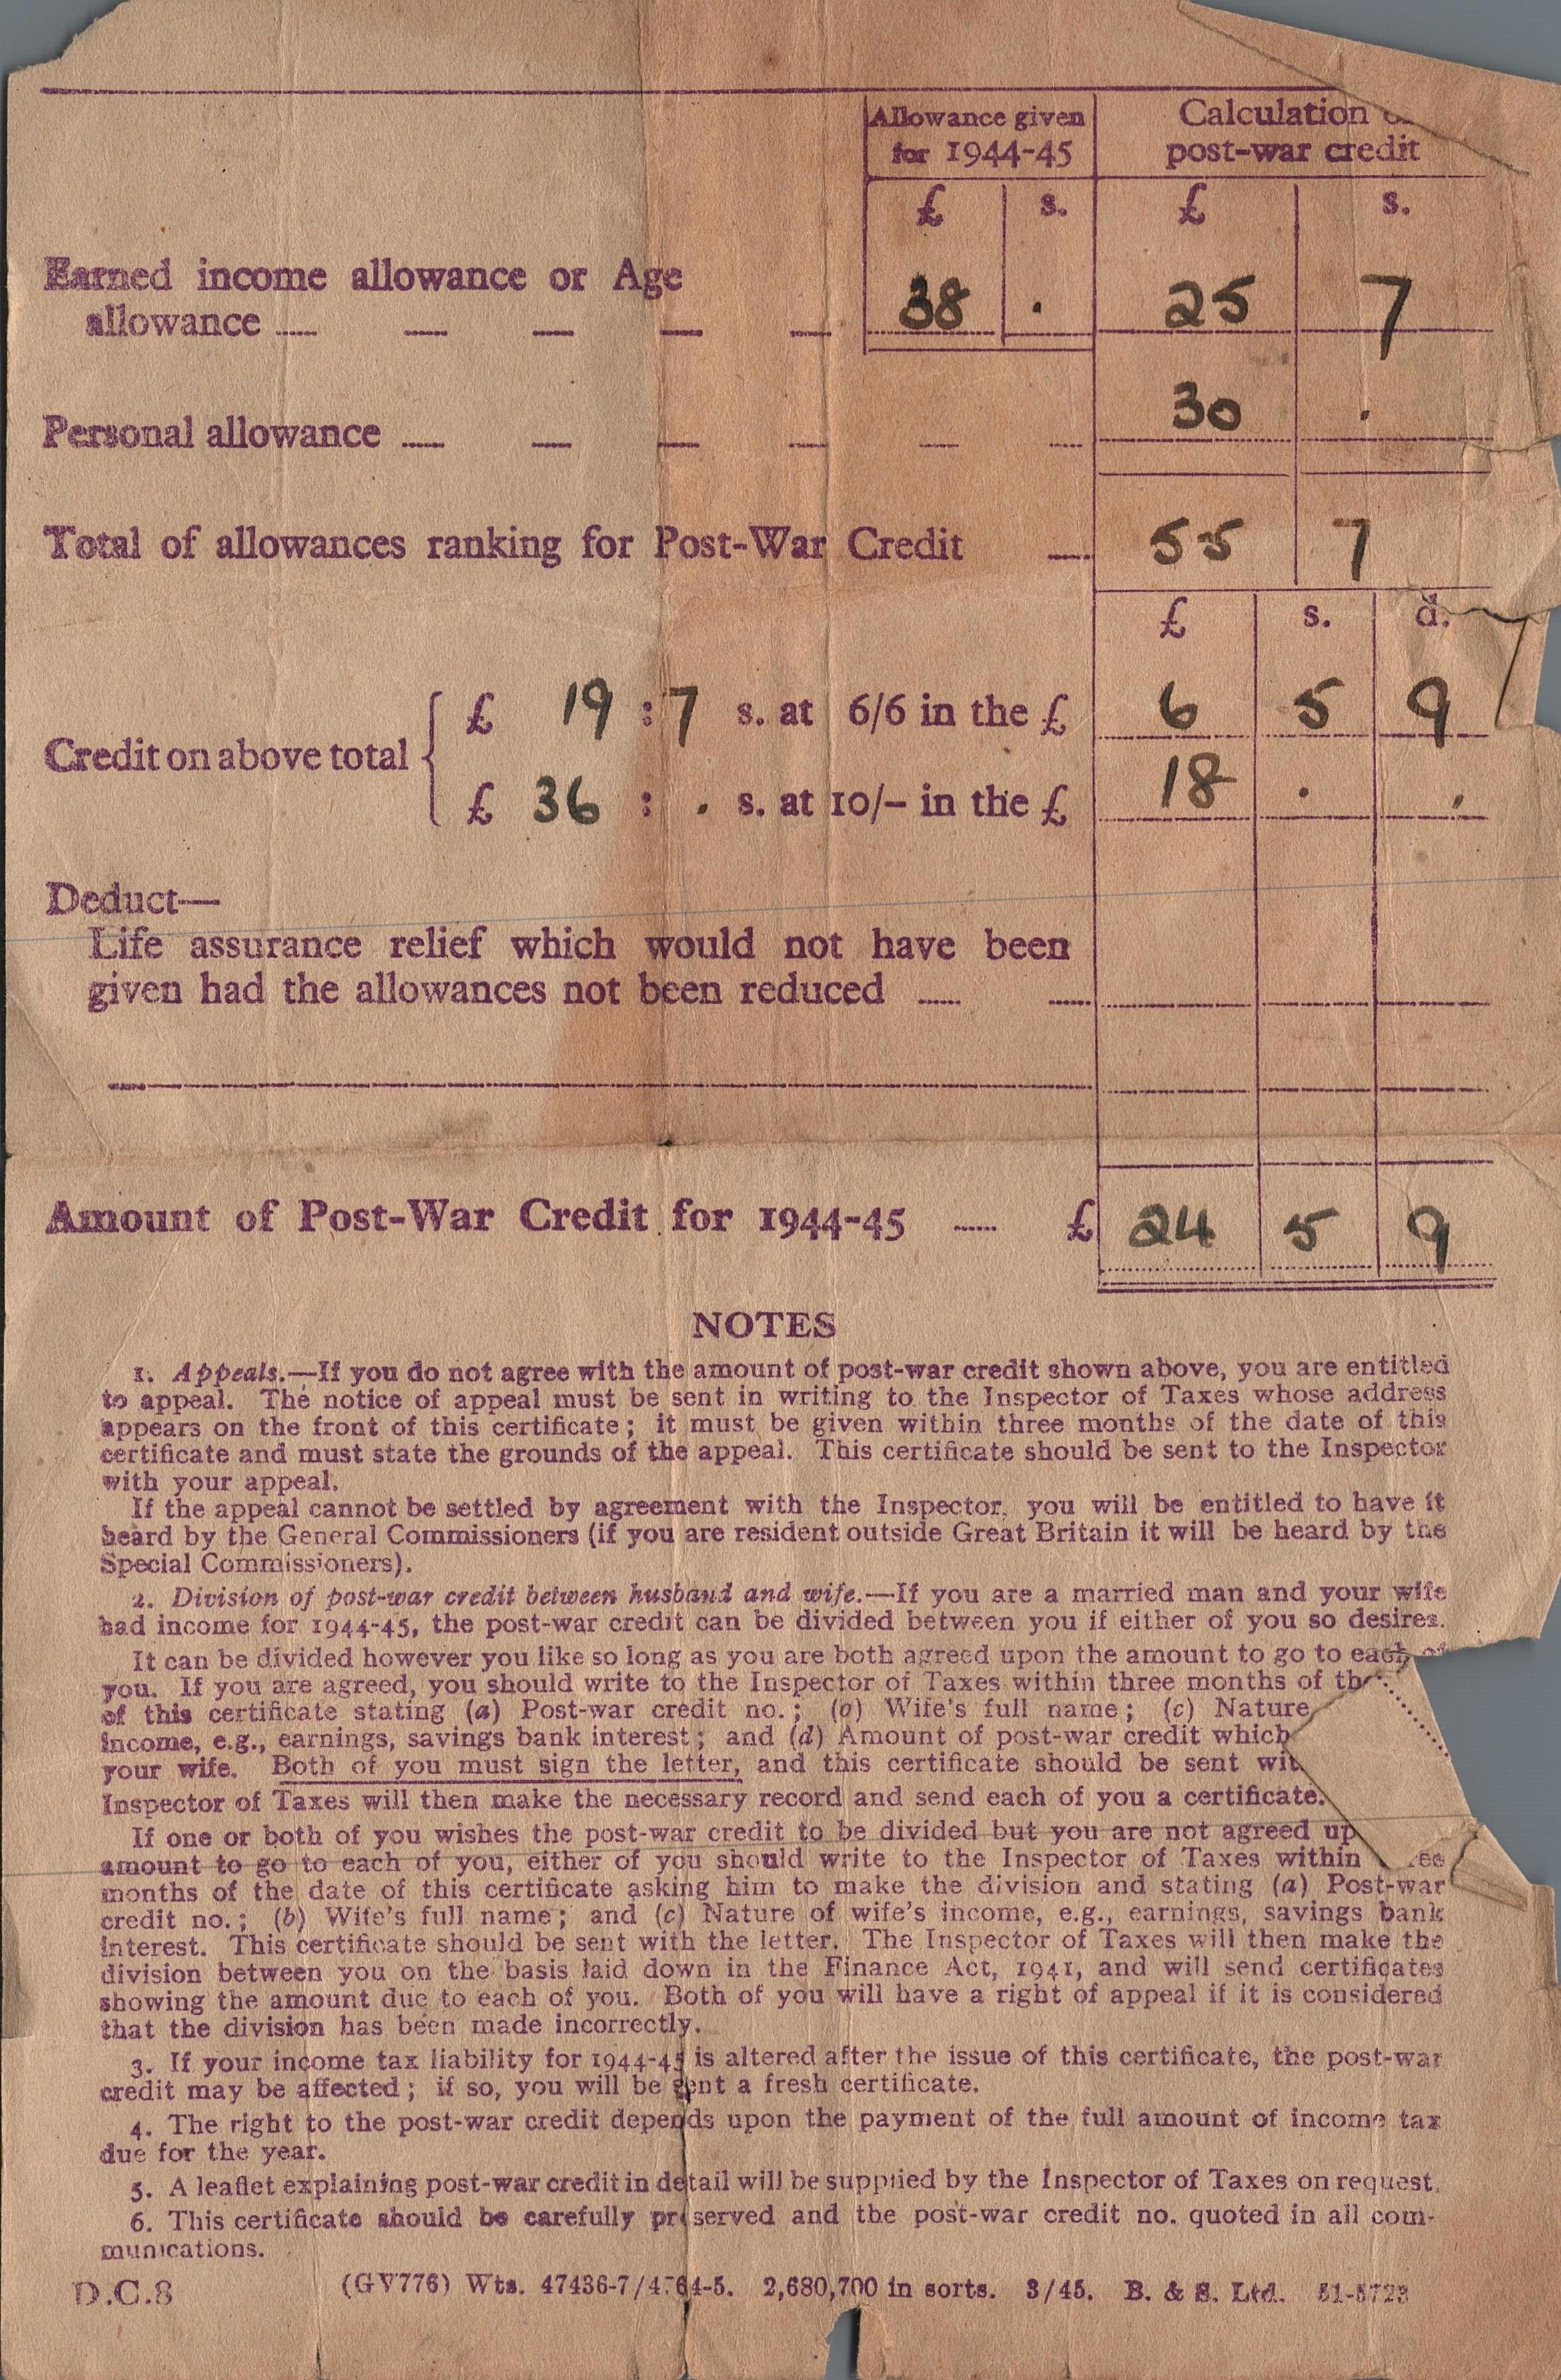 Allowance given for 1944-45
Calculation
post-war credit
£ s. £ s.
Earned income allowance or Age
allowance ..... 38 . 25 7
Personal allowance ..... 30 .
Total of allowances ranking for Post-War Credit ..... 55 7
£ s. d.
Credit on above total
£ 19 : 7 s. at 6/6 in the £ 6 5 9
£ 36 : . s. at 10/– in the £ 18 . .
Deduct—
Life assurance relief which would not have been
given had the allowances not been reduced .....
Amount of Post-War Credit for 1944-45 ..... £ 24 5 9
NOTES
1. Appeals.—If you do not agree with the amount of post-war credit shown above, you are entitled
to appeal. The notice of appeal must be sent in writing to the Inspector of Taxes whose address
appears on the front of this certificate; it must be given within three months of the date of this
certificate and must state the grounds of the appeal. This certificate should be sent to the Inspector
with your appeal.
If the appeal cannot be settled by agreement with the Inspector, you will be entitled to have it
heard by the General Commissioners (if you are resident outside Great Britain it will be heard by the
Special Commissioners).
2. Division of post-war credit between husband and wife.—If you are a married man and your wife
had income for 1944-45, the post-war credit can be divided between you if either of you so desires.
It can be divided however you like so long as you are both agreed upon the amount to go to each of
you. If you are agreed, you should write to the Inspector of Taxes within three months of
of this certificate stating (a) Post-war credit no.; (b) Wife's full name; (c) Nature
income, e.g., earnings, savings bank interest; and (d) Amount of post-war credit which
your wife. Both of you must sign the letter, and this certificate should be sent
Inspector of Taxes will then make the necessary record and send each of you a certificate.
If one or both of you wishes the post-war credit to be divided but you are not agreed
amount to go to each of you, either of you should write to the Inspector of Taxes within
months of the date of this certificate asking him to make the division and stating (a) Post-war
credit no.; (b) Wife's full name; and (c) Nature of wife's income, e.g., earnings, savings bank
interest. This certificate should be sent with the letter. The Inspector of Taxes will then make the
division between you on the basis laid down in the Finance Act, 1941, and will send certificates
showing the amount due to each of you. Both of you will have a right of appeal if it is considered
that the division has been made incorrectly.
3. If your income tax liability for 1944-45 is altered after the issue of this certificate, the post-war
credit may be affected; if so, you will be sent a fresh certificate.
4. The right to the post-war credit depends upon the payment of the full amount of income tax
due for the year.
5. A leaflet explaining post-war credit in detail will be supplied by the Inspector of Taxes on request.
6. This certificate should be carefully preserved and the post-war credit no. quoted in all com-
munications.
D.C.8 (GV776) Wts. 47436-7/4764-5. 2,680,700 in sorts. 3/45. B. & S. Ltd. 51-5723